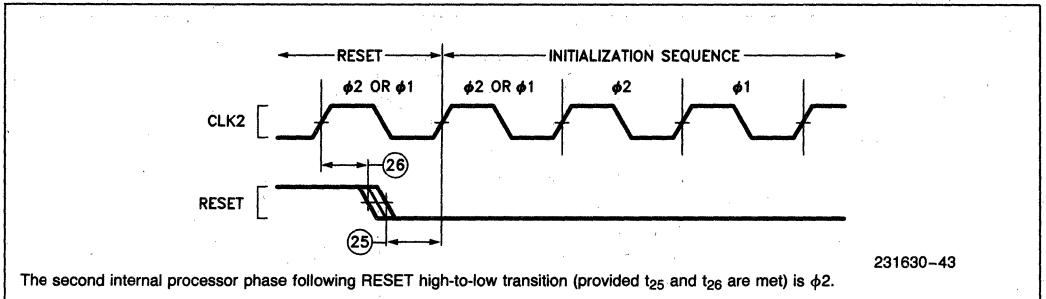 RESET INITIALIZATION SEQUENCE
φ2 OR φ1 φ2 OR φ1 φ2 φ1
CLK2
26
RESET
25
231630–43
The second internal processor phase following RESET high-to-low transition (provided t25 and t26 are met) is φ2.